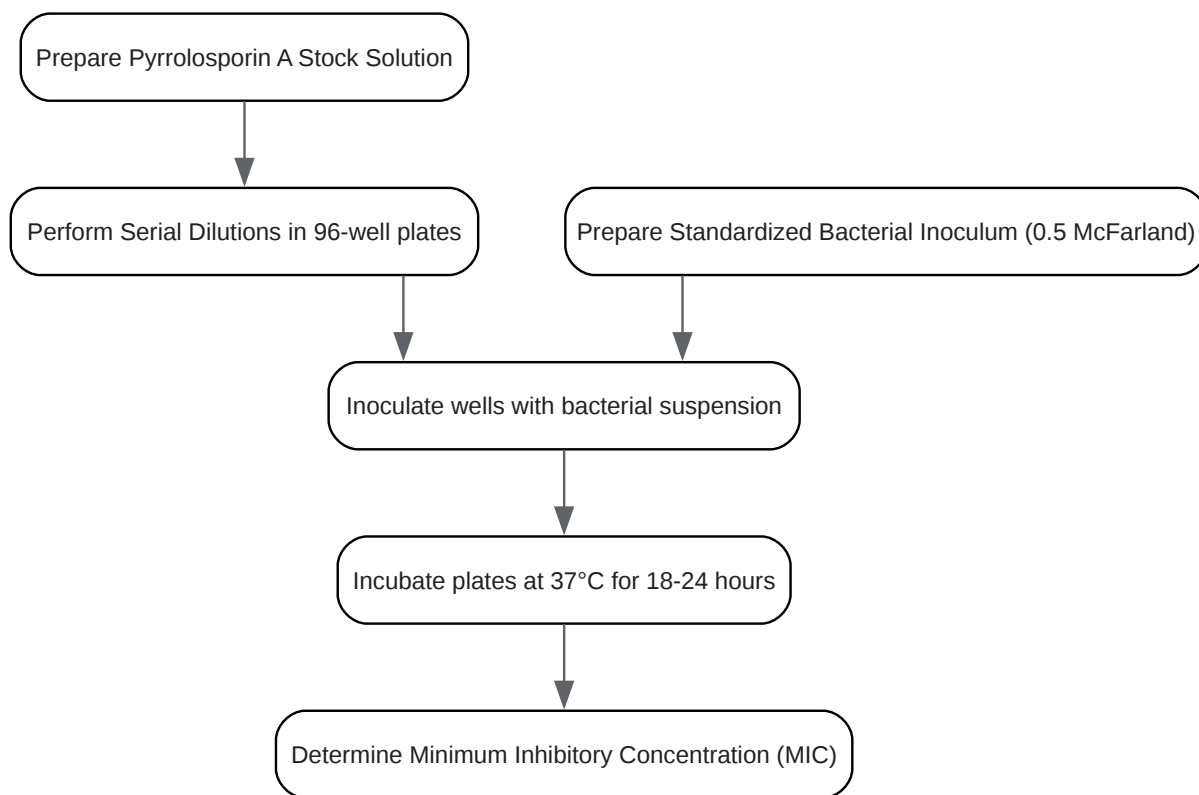 Prepare Pyrrolosporin A Stock Solution
Perform Serial Dilutions in 96-well plates
Prepare Standardized Bacterial Inoculum (0.5 McFarland)
Inoculate wells with bacterial suspension
Incubate plates at 37°C for 18-24 hours
Determine Minimum Inhibitory Concentration (MIC)